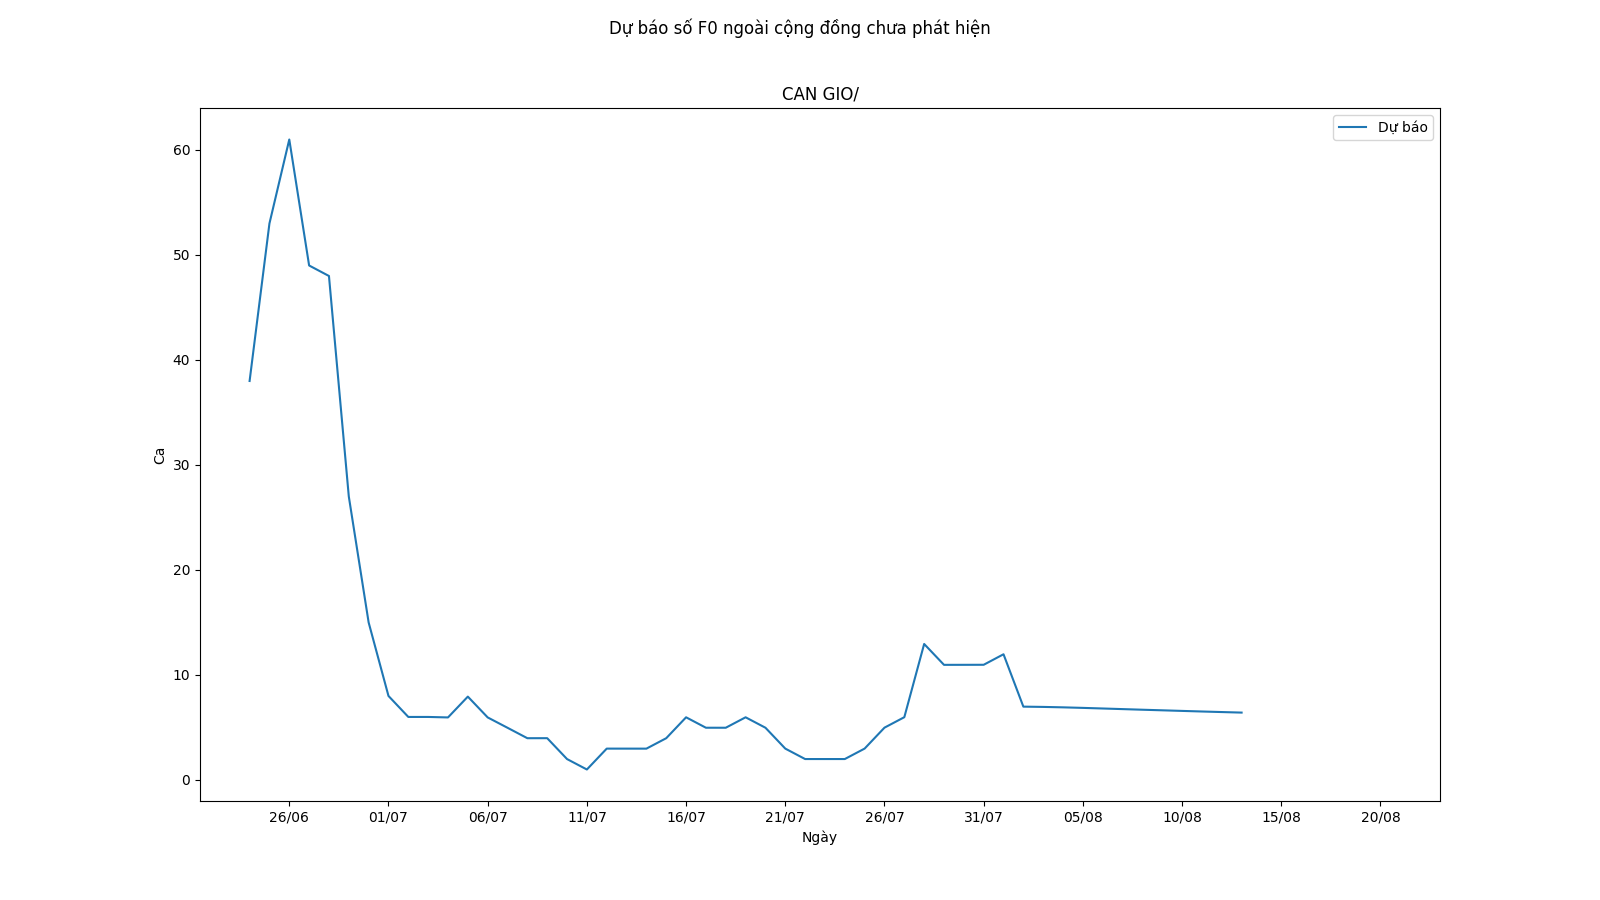 Dự báo số F0 ngoài cộng đồng chưa phát hiện
CAN GIO/
Dự báo
60
50
40
30
20
10
0
Ca
26/06 01/07 06/07 11/07 16/07 21/07 26/07 31/07 05/08 10/08 15/08 20/08
Ngày